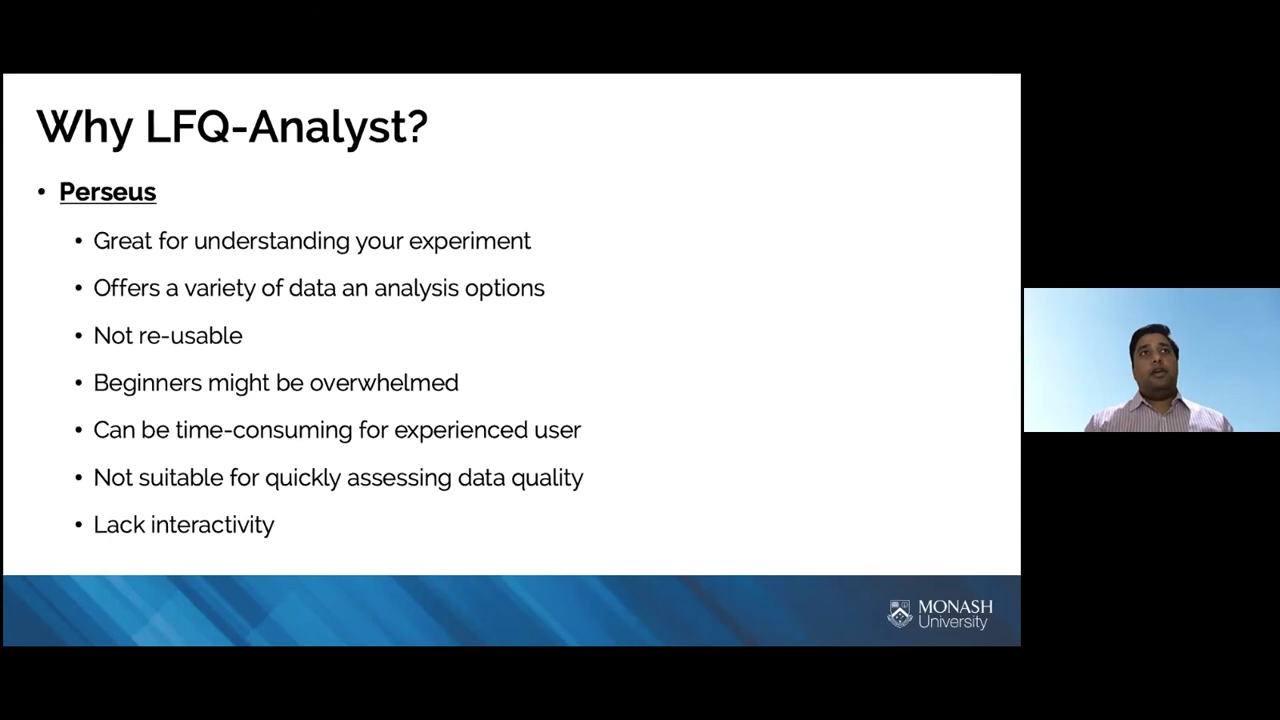 Why LFQ-Analyst?
• Perseus
• Great for understanding your experiment
• Offers a variety of data an analysis options
• Not re-usable
• Beginners might be overwhelmed
• Can be time-consuming for experienced user
• Not suitable for quickly assessing data quality
• Lack interactivity
MONASH
University